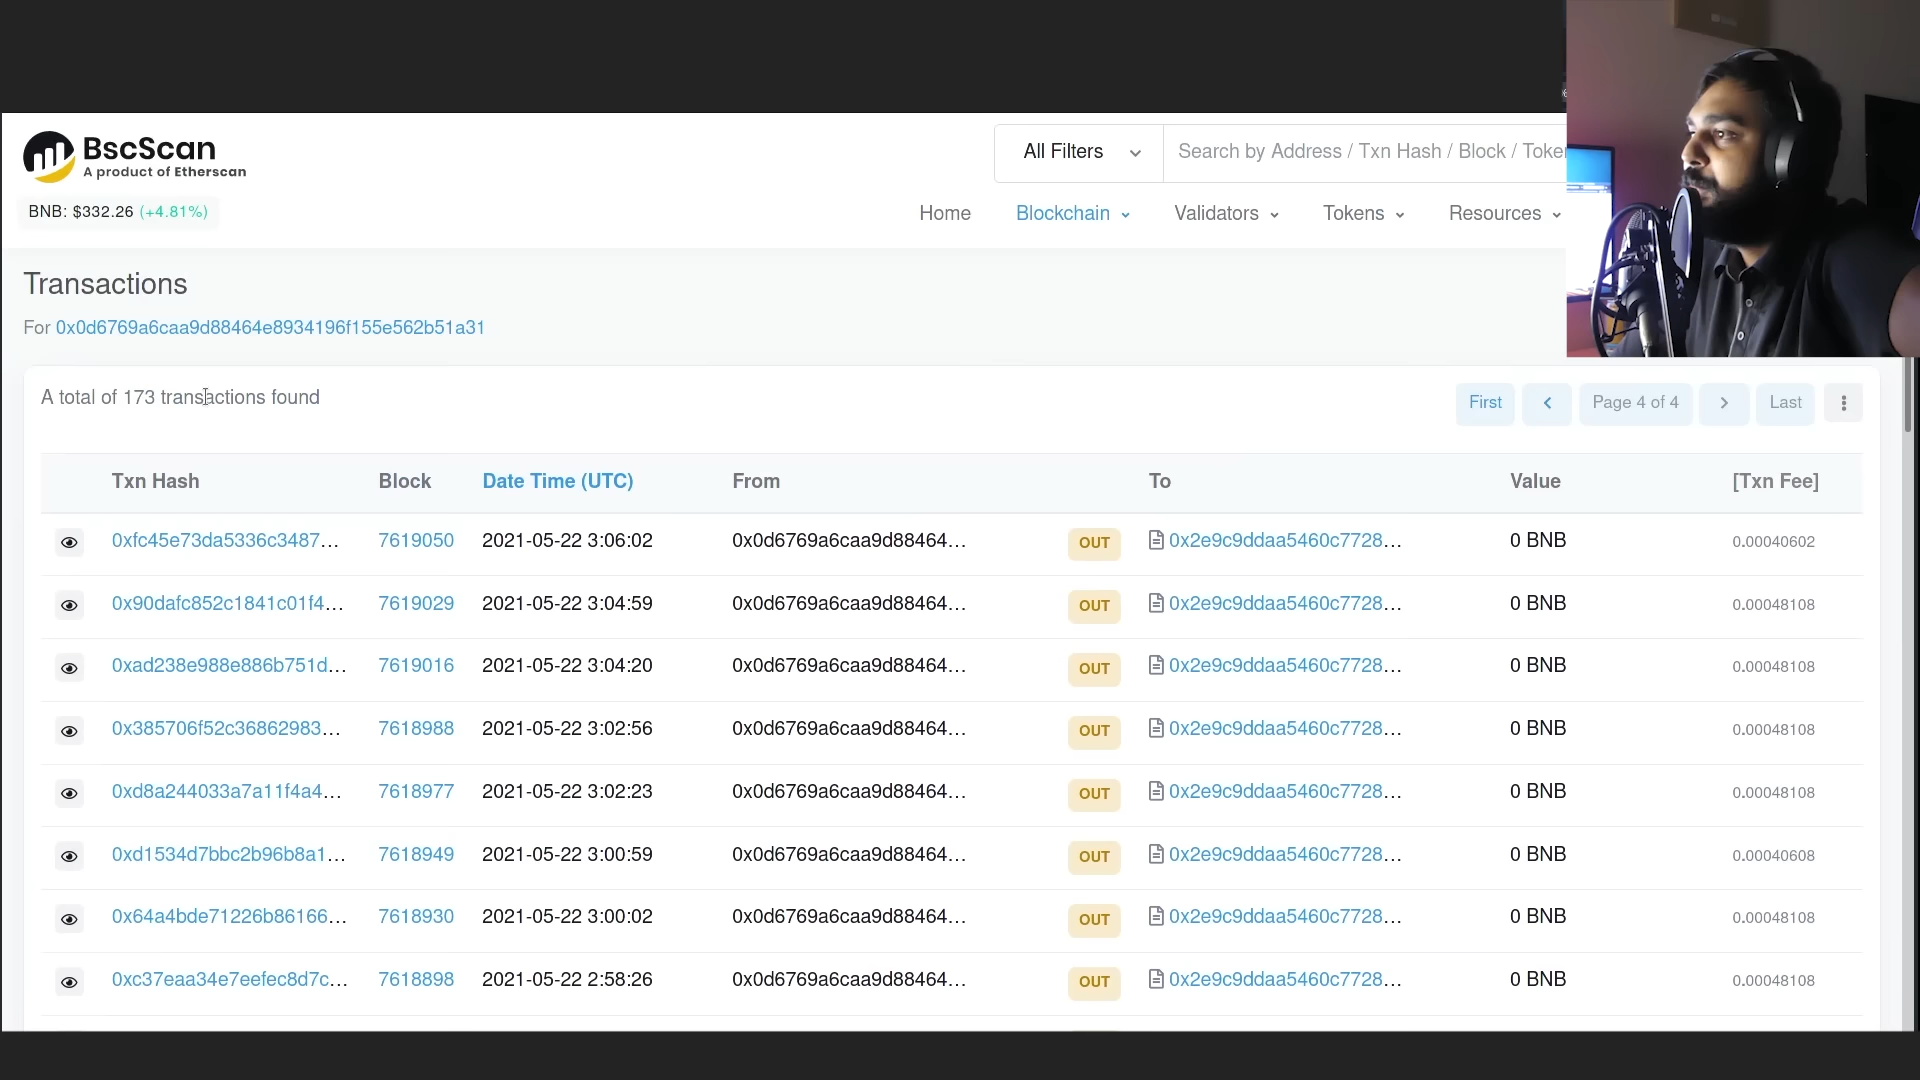 BscScan
A product of Etherscan
BNB: $332.26 (+4.81%)
All Filters
Search by Address / Txn Hash / Block / Token
Home Blockchain Validators Tokens Resources
Transactions
For 0x0d6769a6caa9d88464e8934196f155e562b51a31
A total of 173 transactions found
First Page 4 of 4 Last
Txn Hash Block Date Time (UTC) From To Value [Txn Fee]
0xfc45e73da5336c3487... 7619050 2021-05-22 3:06:02 0x0d6769a6caa9d88464... OUT 0x2e9c9ddaa5460c7728... 0 BNB 0.00040602
0x90dafc852c1841c01f4... 7619029 2021-05-22 3:04:59 0x0d6769a6caa9d88464... OUT 0x2e9c9ddaa5460c7728... 0 BNB 0.00048108
0xad238e988e886b751d... 7619016 2021-05-22 3:04:20 0x0d6769a6caa9d88464... OUT 0x2e9c9ddaa5460c7728... 0 BNB 0.00048108
0x385706f52c36862983... 7618988 2021-05-22 3:02:56 0x0d6769a6caa9d88464... OUT 0x2e9c9ddaa5460c7728... 0 BNB 0.00048108
0xd8a244033a7a11f4a4... 7618977 2021-05-22 3:02:23 0x0d6769a6caa9d88464... OUT 0x2e9c9ddaa5460c7728... 0 BNB 0.00048108
0xd1534d7bbc2b96b8a1... 7618949 2021-05-22 3:00:59 0x0d6769a6caa9d88464... OUT 0x2e9c9ddaa5460c7728... 0 BNB 0.00040608
0x64a4bde71226b86166... 7618930 2021-05-22 3:00:02 0x0d6769a6caa9d88464... OUT 0x2e9c9ddaa5460c7728... 0 BNB 0.00048108
0xc37eaa34e7eefec8d7c... 7618898 2021-05-22 2:58:26 0x0d6769a6caa9d88464... OUT 0x2e9c9ddaa5460c7728... 0 BNB 0.00048108